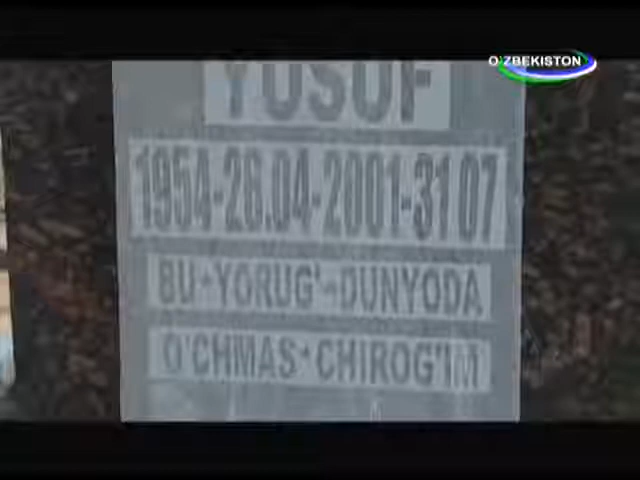 O'ZBEKISTON
YUSUF
1954-26.04-2001-31 07
BU-YORUG'-DUNYODA
O'CHMAS·CHIROG'IM